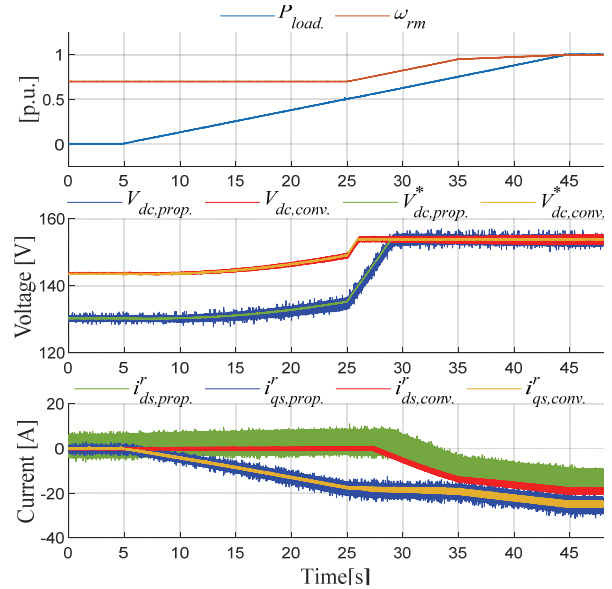 P_load. ω_rm
1
0.5
0
[p.u.]
0 5 10 15 20 25 30 35 40 45
V_dc,prop. V_dc,conv. V*_dc,prop. V*_dc,conv.
160
140
120
Voltage [V]
0 5 10 15 20 25 30 35 40 45
i^r_ds,prop. i^r_qs,prop. i^r_ds,conv. i^r_qs,conv.
20
0
-20
-40
Current [A]
0 5 10 15 20 25 30 35 40 45
Time[s]